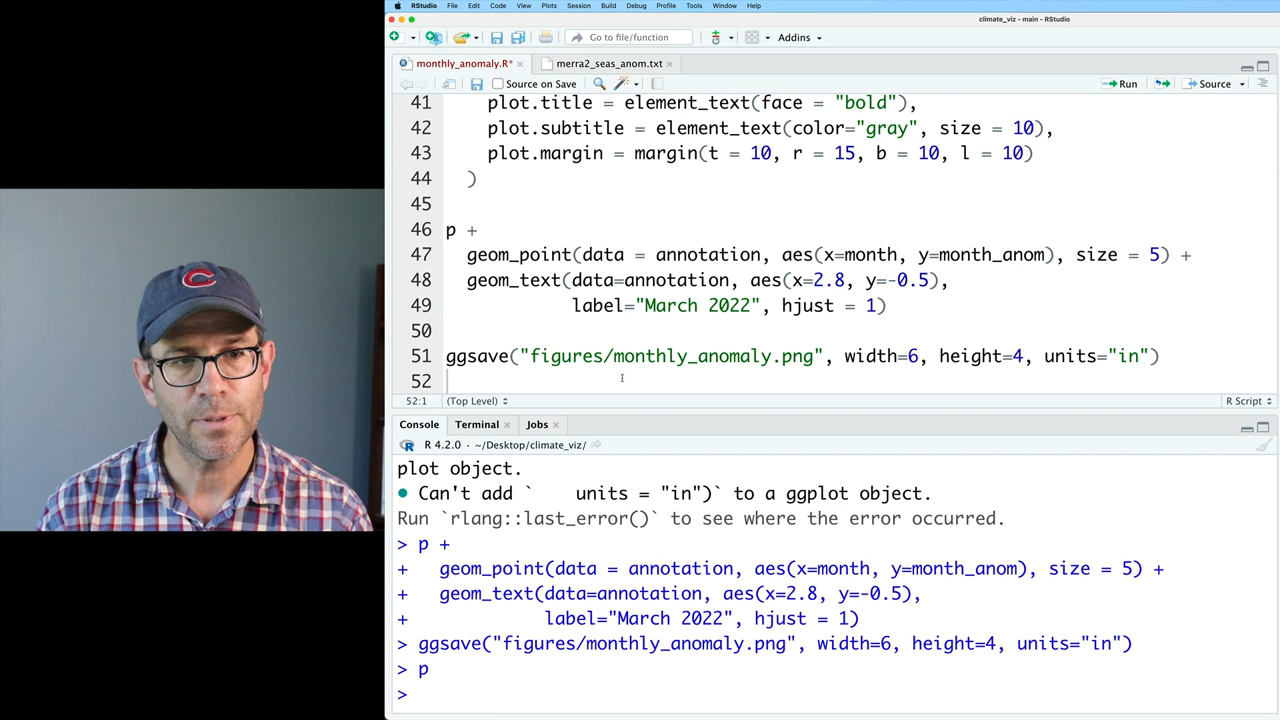 RStudio File Edit Code View Plots Session Build Debug Profile Tools Window Help
climate_viz - main - RStudio
Go to file/function Addins
monthly_anomaly.R* merra2_seas_anom.txt
Source on Save Run Source
41 plot.title = element_text(face = "bold"),
42 plot.subtitle = element_text(color="gray", size = 10),
43 plot.margin = margin(t = 10, r = 15, b = 10, l = 10)
44 )
45
46 p +
47 geom_point(data = annotation, aes(x=month, y=month_anom), size = 5) +
48 geom_text(data=annotation, aes(x=2.8, y=-0.5),
49 label="March 2022", hjust = 1)
50
51 ggsave("figures/monthly_anomaly.png", width=6, height=4, units="in")
52
52:1 (Top Level) R Script
Console Terminal Jobs
R R 4.2.0 · ~/Desktop/climate_viz/
plot object.
Can't add `    units = "in")` to a ggplot object.
Run `rlang::last_error()` to see where the error occurred.
> p +
+ geom_point(data = annotation, aes(x=month, y=month_anom), size = 5) +
+ geom_text(data=annotation, aes(x=2.8, y=-0.5),
+ label="March 2022", hjust = 1)
> ggsave("figures/monthly_anomaly.png", width=6, height=4, units="in")
> p
>
C